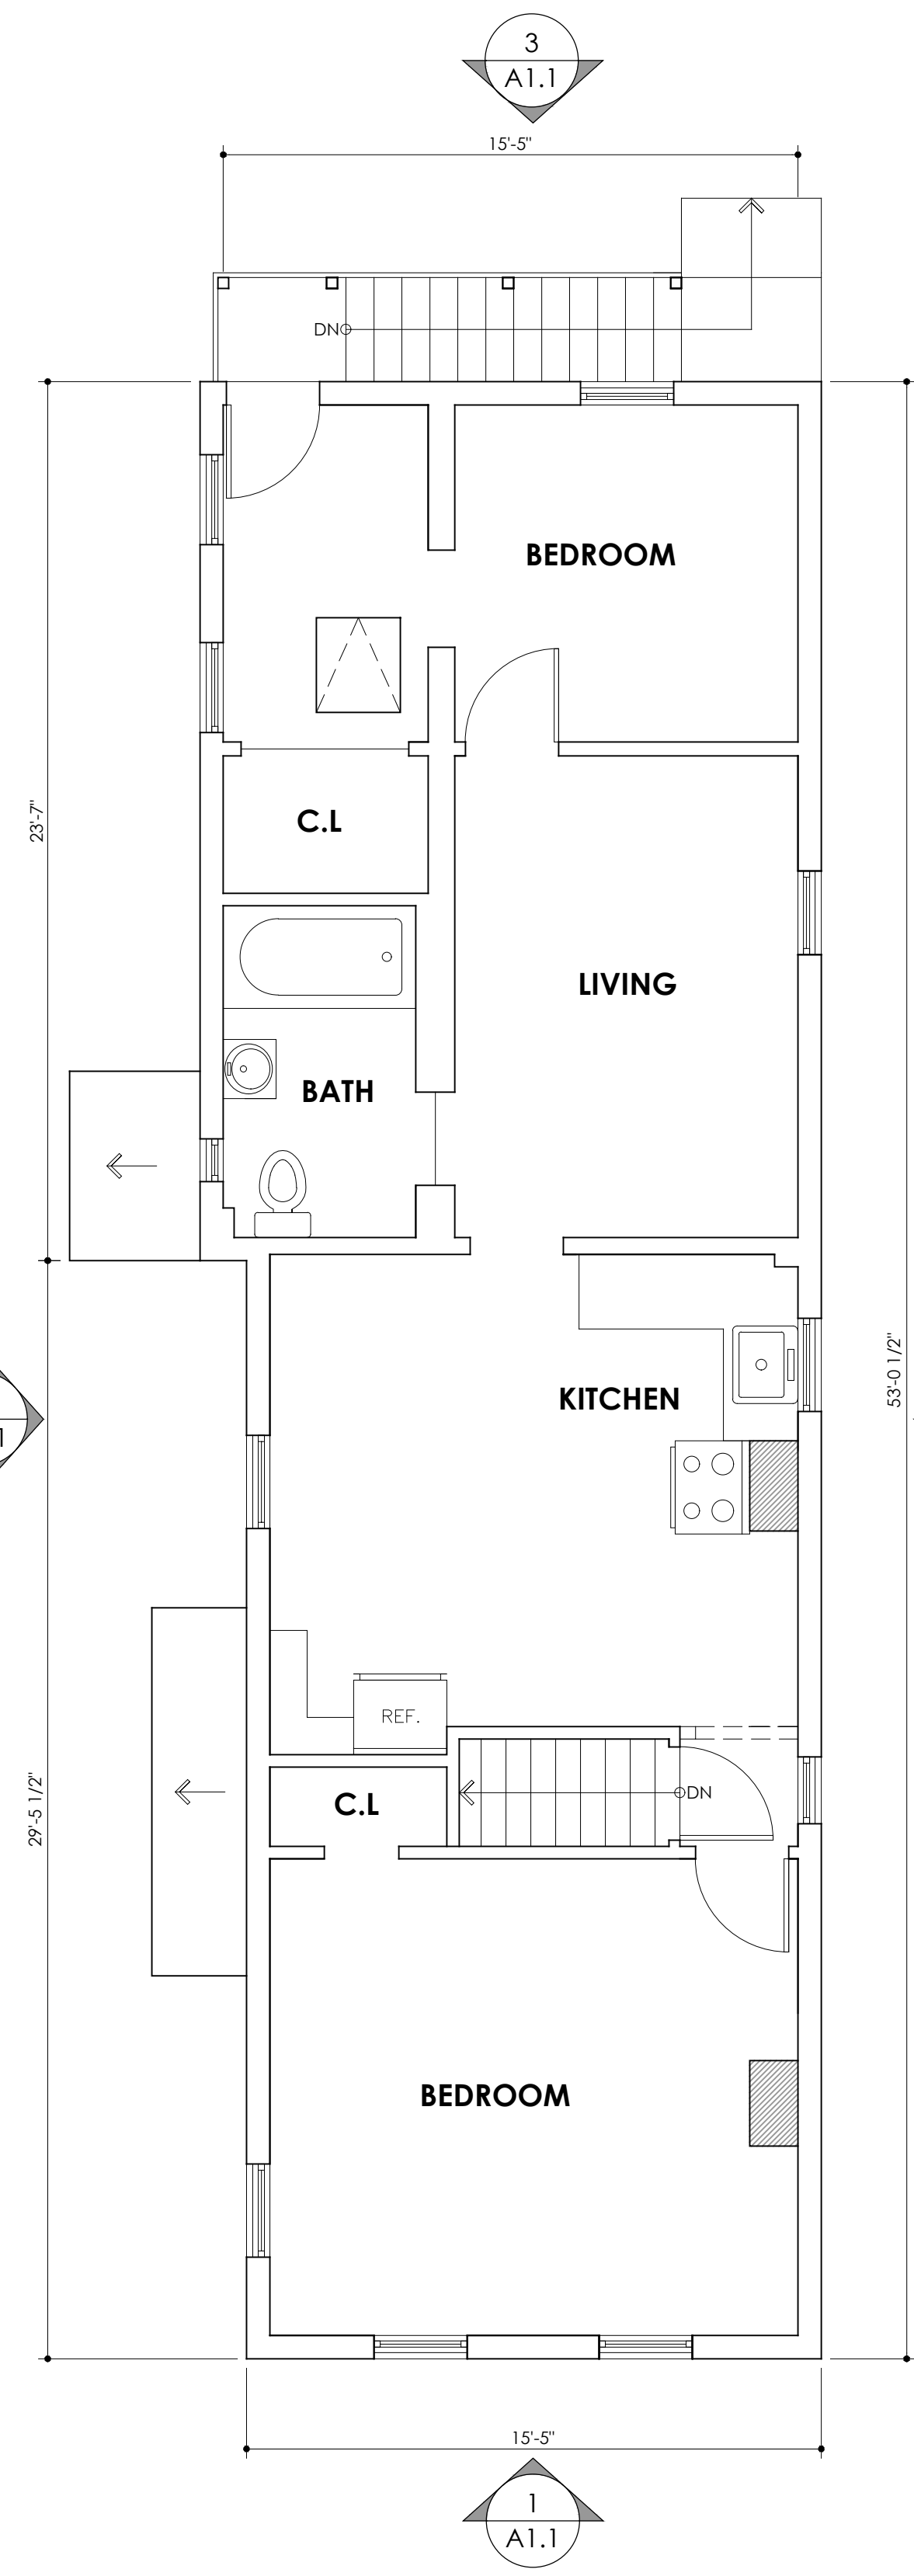 3
A1.1
15'-5"
DN
BEDROOM
C.L
23'-7"
LIVING
BATH
53'-0 1/2"
KITCHEN
1
REF.
DN
29'-5 1/2"
C.L
BEDROOM
15'-5"
1
A1.1